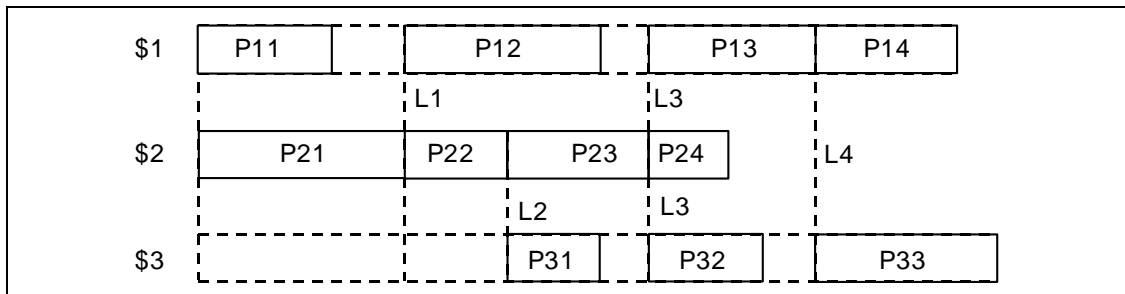 $1 P11 P12 P13 P14
L1 L3
$2 P21 P22 P23 P24 L4
L2 L3
$3 P31 P32 P33